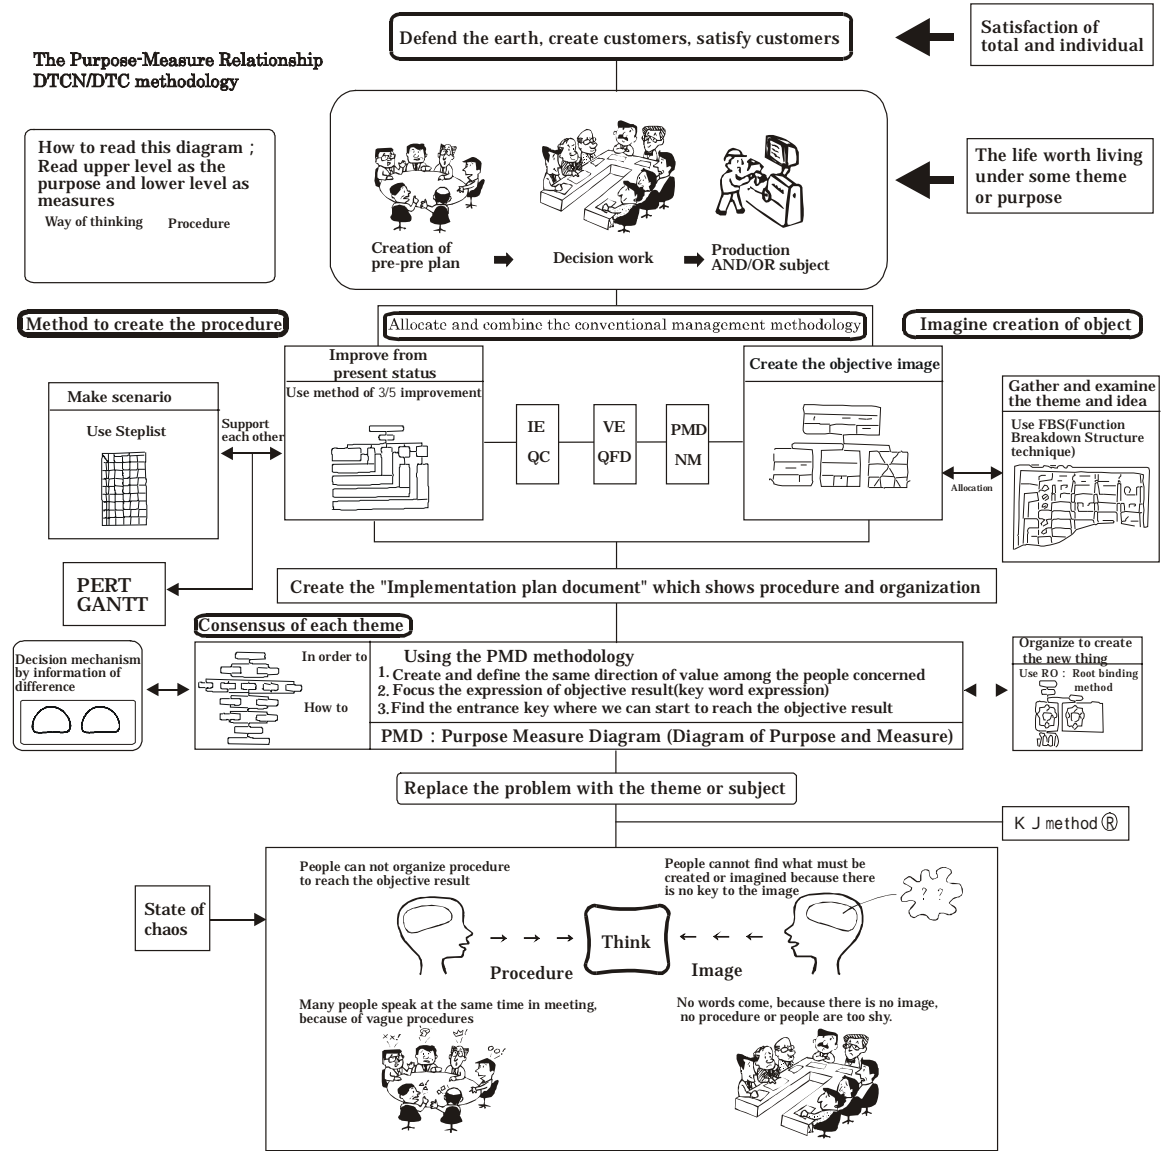 Defend the earth, create customers, satisfy customers
Satisfaction of
total and individual
The Purpose-Measure Relationship
DTCN/DTC methodology
How to read this diagram ;
Read upper level as the
purpose and lower level as
measures
Way of thinking
Procedure
The life worth living
under some theme
or purpose
Creation of
pre-pre plan
Decision work
Production
AND/OR subject
Method to create the procedure
Allocate and combine the conventional management methodology
Imagine creation of object
Improve from
present status
Use method of 3/5 improvement
Create the objective image
Make scenario
Use Steplist
Support
each other
IE
QC
VE
QFD
PMD
NM
Gather and examine
the theme and idea
Use FBS(Function
Breakdown Structure
technique)
Allocation
PERT
GANTT
Create the "Implementation plan document" which shows procedure and organization
Consensus of each theme
Decision mechanism
by information of
difference
In order to
How to
Using the PMD methodology
1. Create and define the same direction of value among the people concerned
2. Focus the expression of objective result(key word expression)
3.Find the entrance key where we can start to reach the objective result
PMD : Purpose Measure Diagram (Diagram of Purpose and Measure)
Organize to create
the new thing
Use RO : Root binding
method
Replace the problem with the theme or subject
K J method ®
State of
chaos
People can not organize procedure
to reach the objective result
People cannot find what must be
created or imagined because there
is no key to the image
? ?
Think
Procedure
Image
Many people speak at the same time in meeting,
because of vague procedures
No words come, because there is no image,
no procedure or people are too shy.